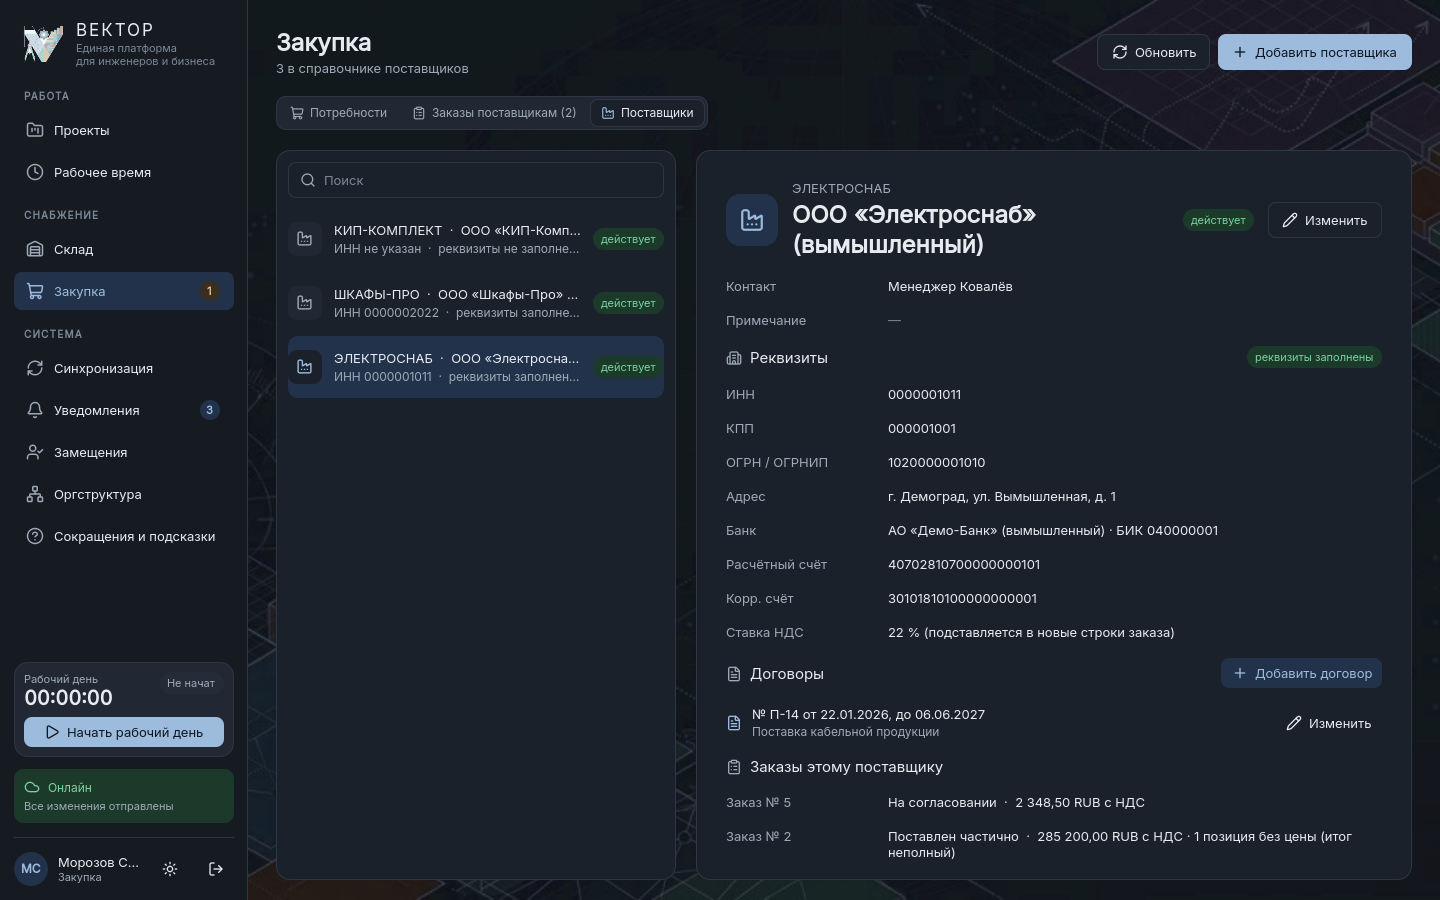 ВЕКТОР
Единая платформа
для инженеров и бизнеса
РАБОТА
Проекты
Рабочее время
СНАБЖЕНИЕ
Склад
Закупка 1
СИСТЕМА
Синхронизация
Уведомления 3
Замещения
Оргструктура
Сокращения и подсказки
Рабочий день Не начат
00:00:00
Начать рабочий день
Онлайн
Все изменения отправлены
МС Морозов С...
Закупка
Закупка
3 в справочнике поставщиков
Обновить
Добавить поставщика
Потребности Заказы поставщикам (2) Поставщики
Поиск
КИП-КОМПЛЕКТ · ООО «КИП-Комп... действует
ИНН не указан · реквизиты не заполне...
ШКАФЫ-ПРО · ООО «Шкафы-Про» ... действует
ИНН 0000002022 · реквизиты заполне...
ЭЛЕКТРОСНАБ · ООО «Электросна... действует
ИНН 0000001011 · реквизиты заполнен...
ЭЛЕКТРОСНАБ
ООО «Электроснаб»
(вымышленный)
действует Изменить
Контакт Менеджер Ковалёв
Примечание —
Реквизиты реквизиты заполнены
ИНН 0000001011
КПП 000001001
ОГРН / ОГРНИП 1020000001010
Адрес г. Демоград, ул. Вымышленная, д. 1
Банк АО «Демо-Банк» (вымышленный) · БИК 040000001
Расчётный счёт 40702810700000000101
Корр. счёт 30101810100000000001
Ставка НДС 22 % (подставляется в новые строки заказа)
Договоры Добавить договор
№ П-14 от 22.01.2026, до 06.06.2027
Поставка кабельной продукции
Изменить
Заказы этому поставщику
Заказ № 5 На согласовании · 2 348,50 RUB с НДС
Заказ № 2 Поставлен частично · 285 200,00 RUB с НДС · 1 позиция без цены (итог
неполный)